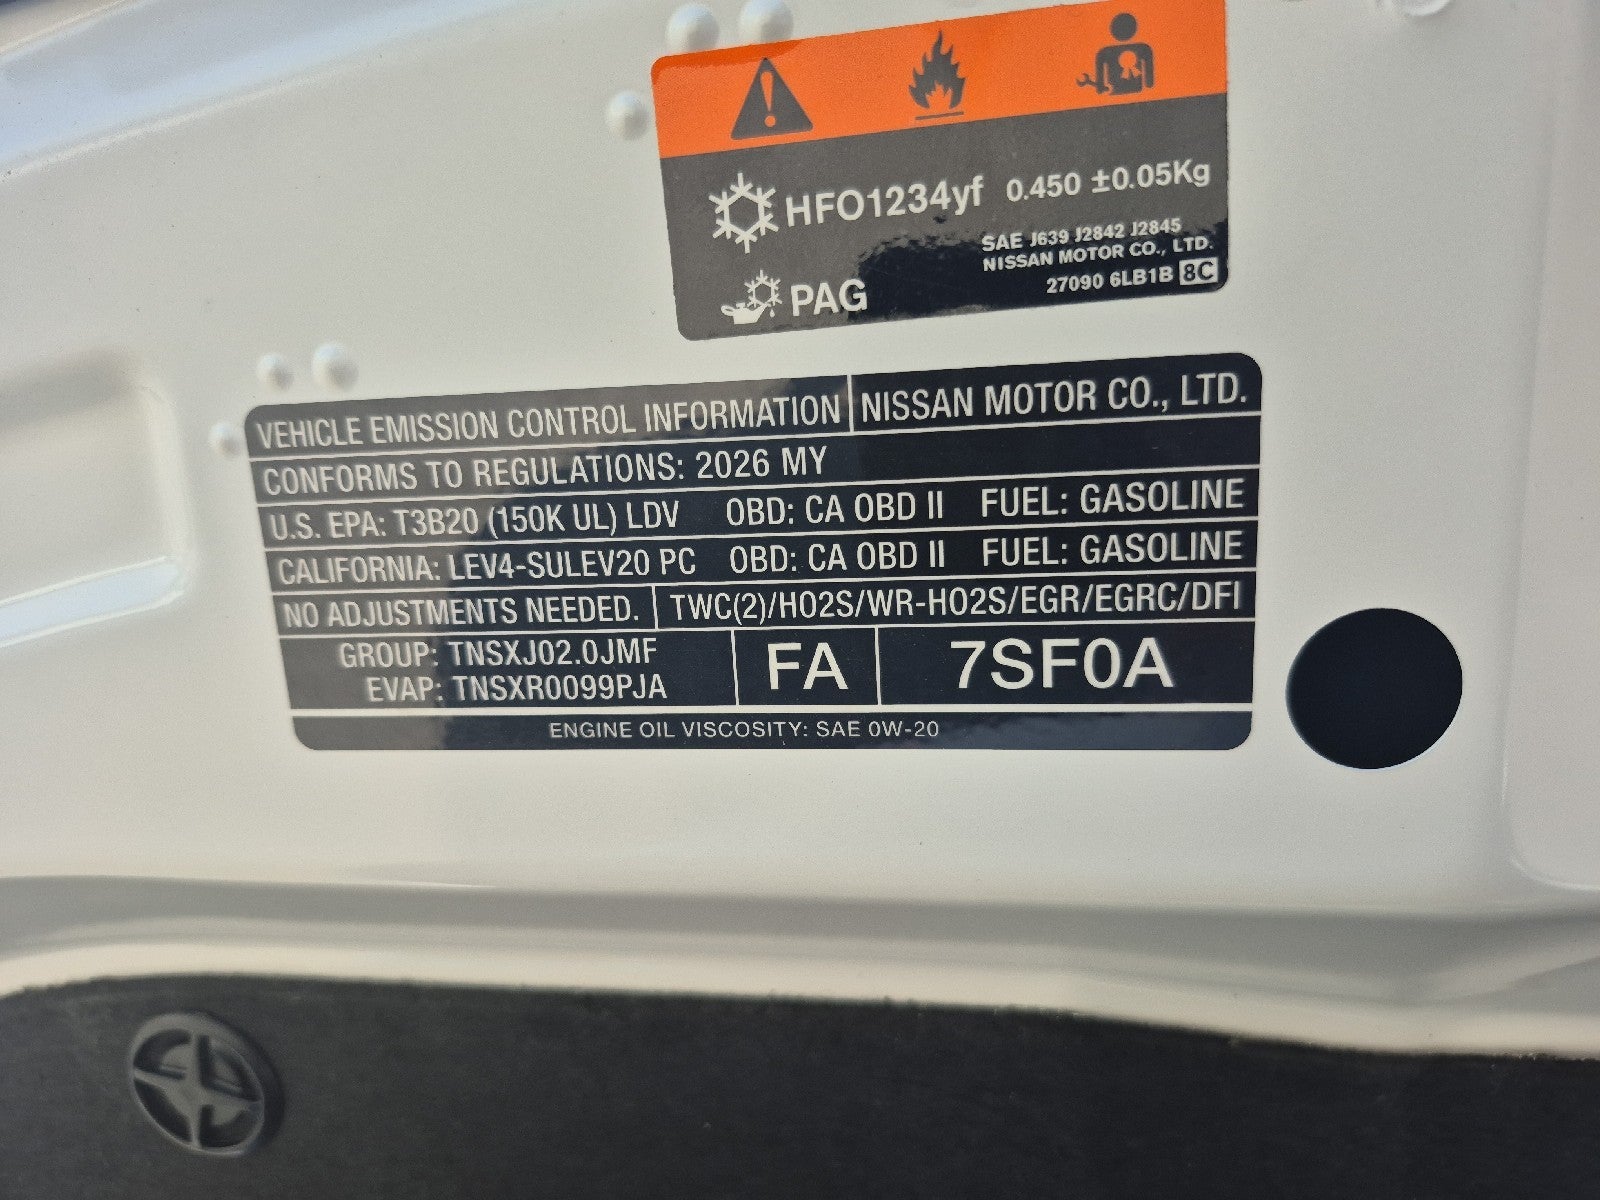 HFO1234yf 0.450 ±0.05Kg
SAE J639 J2842 J2845
NISSAN MOTOR CO., LTD.
PAG
27090 6LB1B 8C
VEHICLE EMISSION CONTROL INFORMATION NISSAN MOTOR CO., LTD.
CONFORMS TO REGULATIONS: 2026 MY
U.S. EPA: T3B20 (150K UL) LDV OBD: CA OBD II FUEL: GASOLINE
CALIFORNIA: LEV4-SULEV20 PC OBD: CA OBD II FUEL: GASOLINE
NO ADJUSTMENTS NEEDED. TWC(2)/HO2S/WR-HO2S/EGR/EGRC/DFI
GROUP: TNSXJ02.0JMF
EVAP: TNSXR0099PJA
FA
7SF0A
ENGINE OIL VISCOSITY: SAE 0W-20